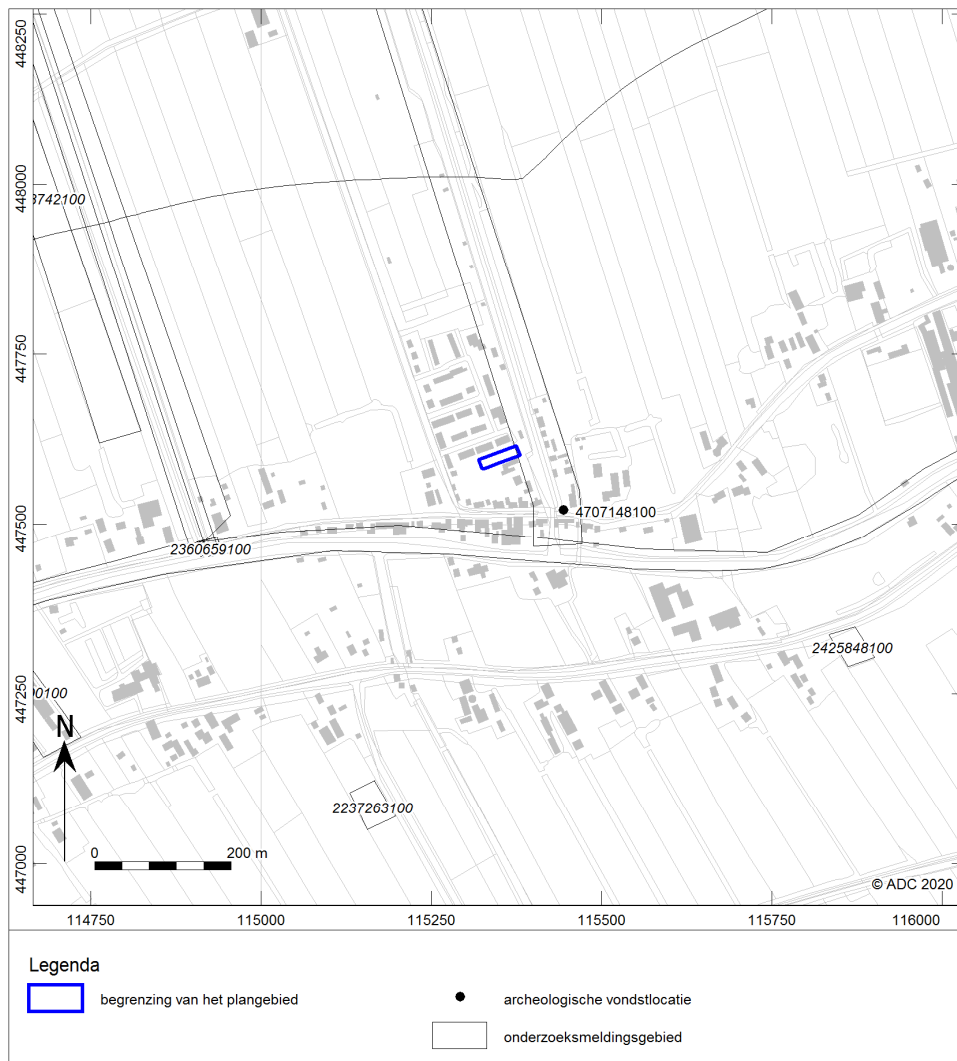 448250
448000
447750
447500
447250
447000
3742100
2360659100
4707148100
2425848100
00100
2237263100
N
0 200 m
© ADC 2020
114750 115000 115250 115500 115750 116000
Legenda
begrenzing van het plangebied
archeologische vondstlocatie
onderzoeksmeldingsgebied